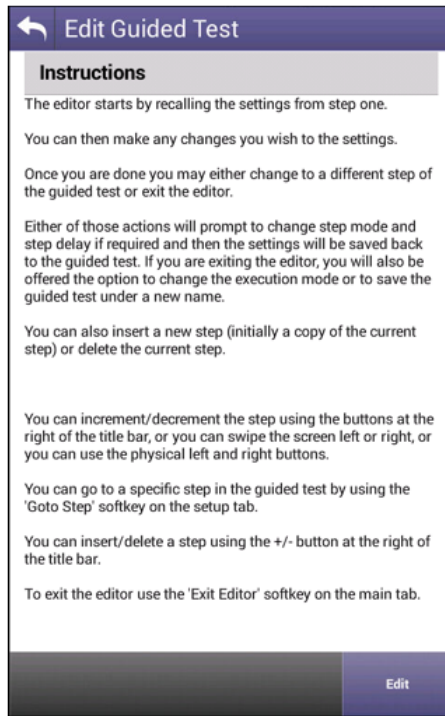 Edit Guided Test
Instructions
The editor starts by recalling the settings from step one.
You can then make any changes you wish to the settings.
Once you are done you may either change to a different step of
the guided test or exit the editor.
Either of those actions will prompt to change step mode and
step delay if required and then the settings will be saved back
to the guided test. If you are exiting the editor, you will also be
offered the option to change the execution mode or to save the
guided test under a new name.
You can also insert a new step (initially a copy of the current
step) or delete the current step.
You can increment/decrement the step using the buttons at the
right of the title bar, or you can swipe the screen left or right, or
you can use the physical left and right buttons.
You can go to a specific step in the guided test by using the
'Goto Step' softkey on the setup tab.
You can insert/delete a step using the +/- button at the right of
the title bar.
To exit the editor use the 'Exit Editor' softkey on the main tab.
Edit